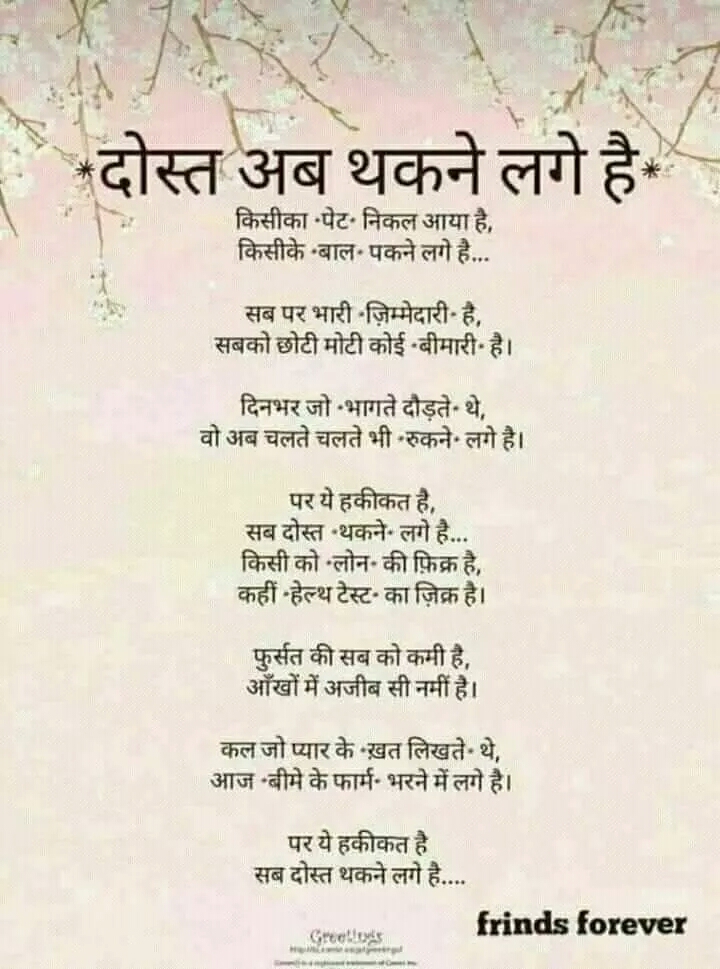 *दोस्त अब थकने लगे है*
किसीका *पेट* निकल आया है,
किसीके *बाल* पकने लगे है...
सब पर भारी *ज़िम्मेदारी* है,
सबको छोटी मोटी कोई *बीमारी* है।
दिनभर जो *भागते दौड़ते* थे,
वो अब चलते चलते भी *रुकने* लगे है।
पर ये हकीकत है,
सब दोस्त *थकने* लगे है...
किसी को *लोन* की फ़िक्र है,
कहीं *हेल्थ टेस्ट* का ज़िक्र है।
फुर्सत की सब को कमी है,
आँखों में अजीब सी नमीं है।
कल जो प्यार के *ख़त लिखते* थे,
आज *बीमे के फार्म* भरने में लगे है।
पर ये हकीकत है
सब दोस्त थकने लगे है....
frinds forever
Greetings